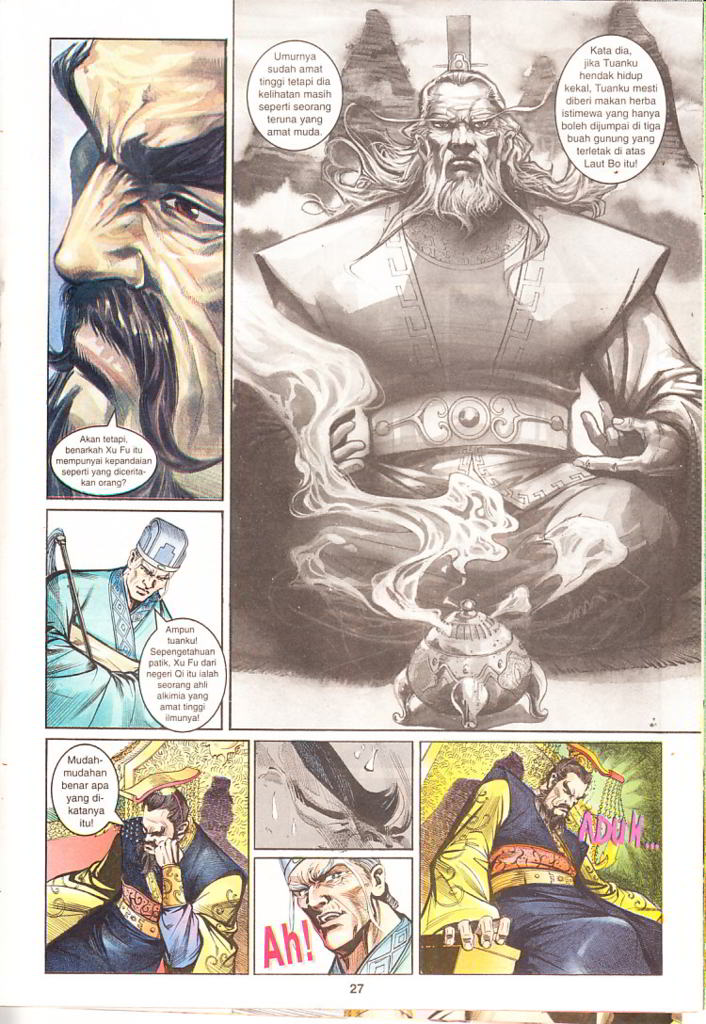 Akan tetapi,
benarkah Xu Fu itu
mempunyai kepandaian
seperti yang dicerita-
kan orang?
Ampun
tuanku!
Sepengetahuan
patik, Xu Fu dari
negeri Qi itu ialah
seorang ahli
alkimia yang
amat tinggi
ilmunya!
Umurnya
sudah amat
tinggi tetapi dia
kelihatan masih
seperti seorang
teruna yang
amat muda.
Kata dia,
jika Tuanku
hendak hidup
kekal, Tuanku mesti
diberi makan herba
istimewa yang hanya
boleh dijumpai di tiga
buah gunung yang
terletak di atas
Laut Bo itu!
Mudah-
mudahan
benar apa
yang di-
katanya
itu!
Ah!
ADUH...
27